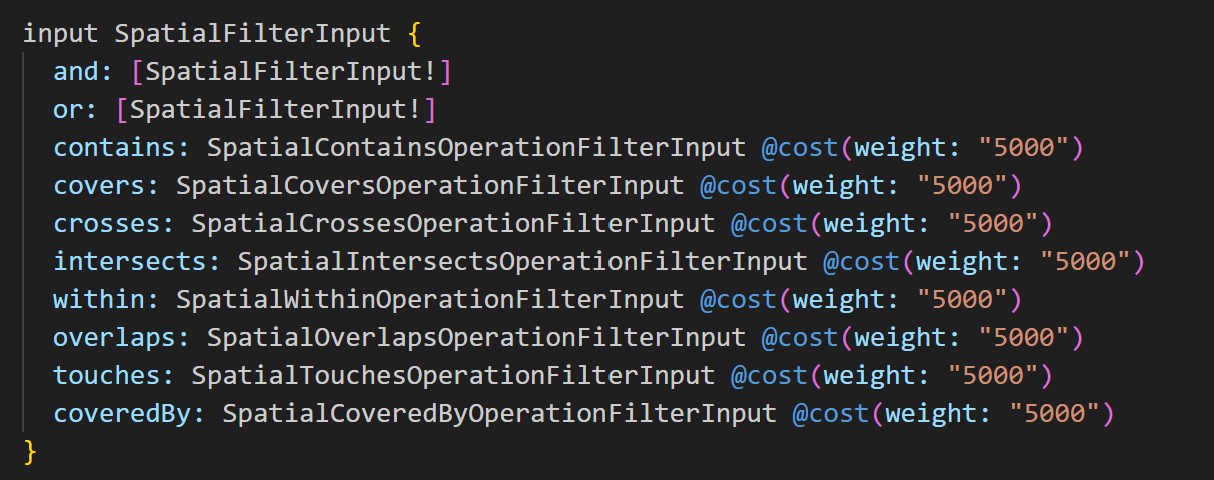 input SpatialFilterInput {
and: [SpatialFilterInput!]
or: [SpatialFilterInput!]
contains: SpatialContainsOperationFilterInput @cost(weight: "5000")
covers: SpatialCoversOperationFilterInput @cost(weight: "5000")
crosses: SpatialCrossesOperationFilterInput @cost(weight: "5000")
intersects: SpatialIntersectsOperationFilterInput @cost(weight: "5000")
within: SpatialWithinOperationFilterInput @cost(weight: "5000")
overlaps: SpatialOverlapsOperationFilterInput @cost(weight: "5000")
touches: SpatialTouchesOperationFilterInput @cost(weight: "5000")
coveredBy: SpatialCoveredByOperationFilterInput @cost(weight: "5000")
}